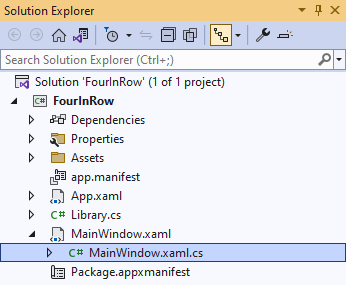 Solution Explorer
Search Solution Explorer (Ctrl+;)
Solution 'FourInRow' (1 of 1 project)
C# FourInRow
Dependencies
Properties
Assets
app.manifest
App.xaml
C# Library.cs
MainWindow.xaml
C# MainWindow.xaml.cs
Package.appxmanifest